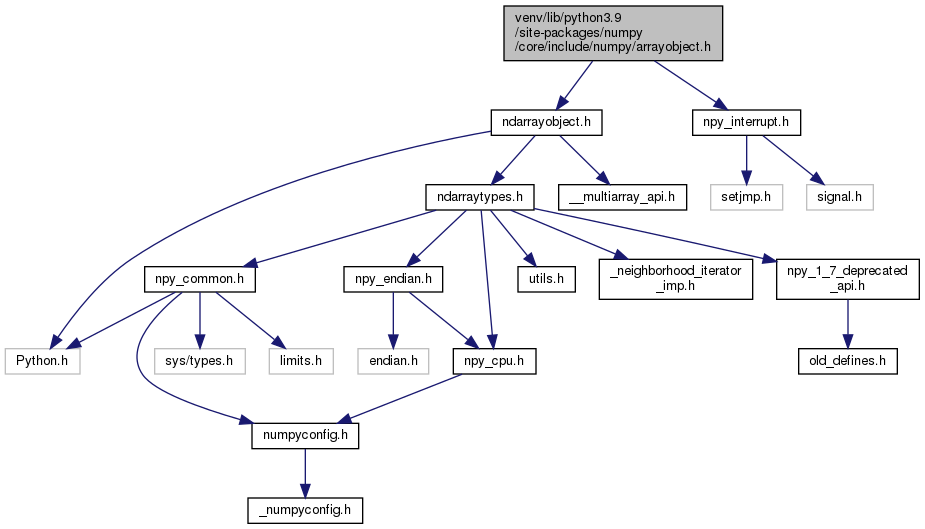 venv/lib/python3.9
/site-packages/numpy
/core/include/numpy/arrayobject.h
ndarrayobject.h
npy_interrupt.h
ndarraytypes.h
__multiarray_api.h
setjmp.h
signal.h
npy_common.h
npy_endian.h
utils.h
_neighborhood_iterator
_imp.h
npy_1_7_deprecated
_api.h
Python.h
sys/types.h
limits.h
endian.h
npy_cpu.h
old_defines.h
numpyconfig.h
_numpyconfig.h